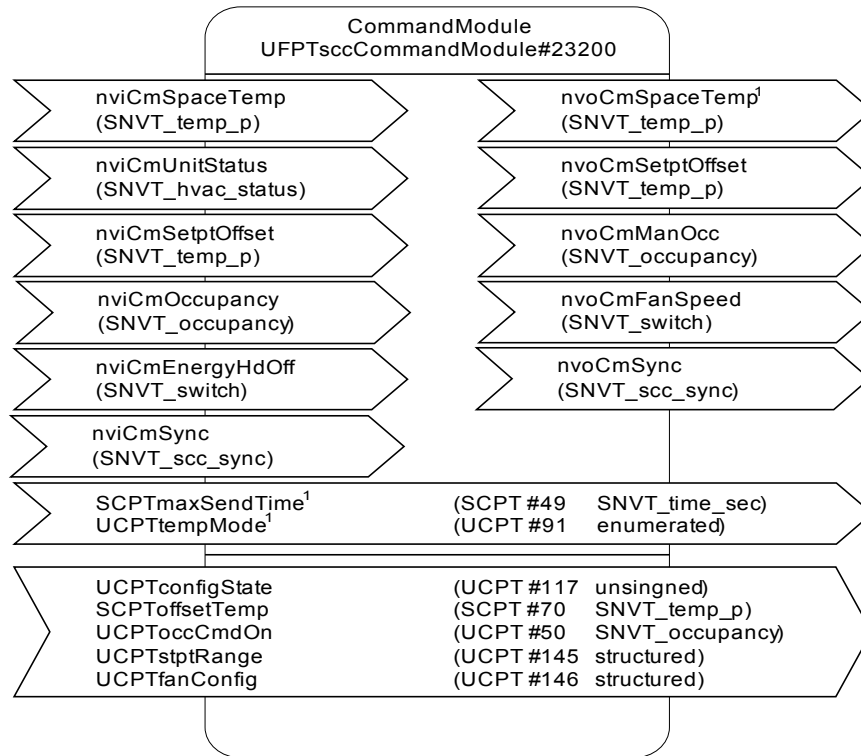 CommandModule
UFPTsccCommandModule#23200
nviCmSpaceTemp
(SNVT_temp_p)
nvoCmSpaceTemp¹
(SNVT_temp_p)
nviCmUnitStatus
(SNVT_hvac_status)
nvoCmSetptOffset
(SNVT_temp_p)
nviCmSetptOffset
(SNVT_temp_p)
nvoCmManOcc
(SNVT_occupancy)
nviCmOccupancy
(SNVT_occupancy)
nvoCmFanSpeed
(SNVT_switch)
nviCmEnergyHdOff
(SNVT_switch)
nvoCmSync
(SNVT_scc_sync)
nviCmSync
(SNVT_scc_sync)
SCPTmaxSendTime¹ (SCPT #49 SNVT_time_sec)
UCPTtempMode¹ (UCPT #91 enumerated)
UCPTconfigState (UCPT #117 unsingned)
SCPToffsetTemp (SCPT #70 SNVT_temp_p)
UCPToccCmdOn (UCPT #50 SNVT_occupancy)
UCPTstptRange (UCPT #145 structured)
UCPTfanConfig (UCPT #146 structured)